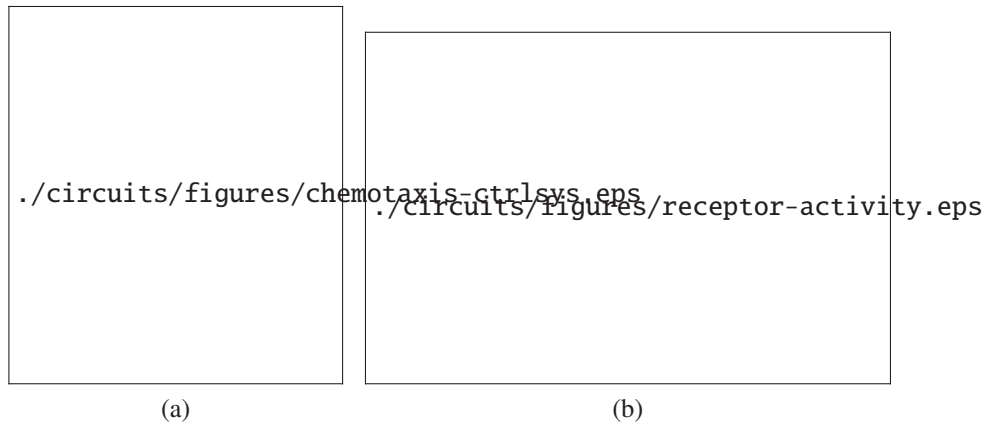 ./circuits/figures/chemotaxis-ctrlsys.eps
./circuits/figures/receptor-activity.eps
(a)
(b)